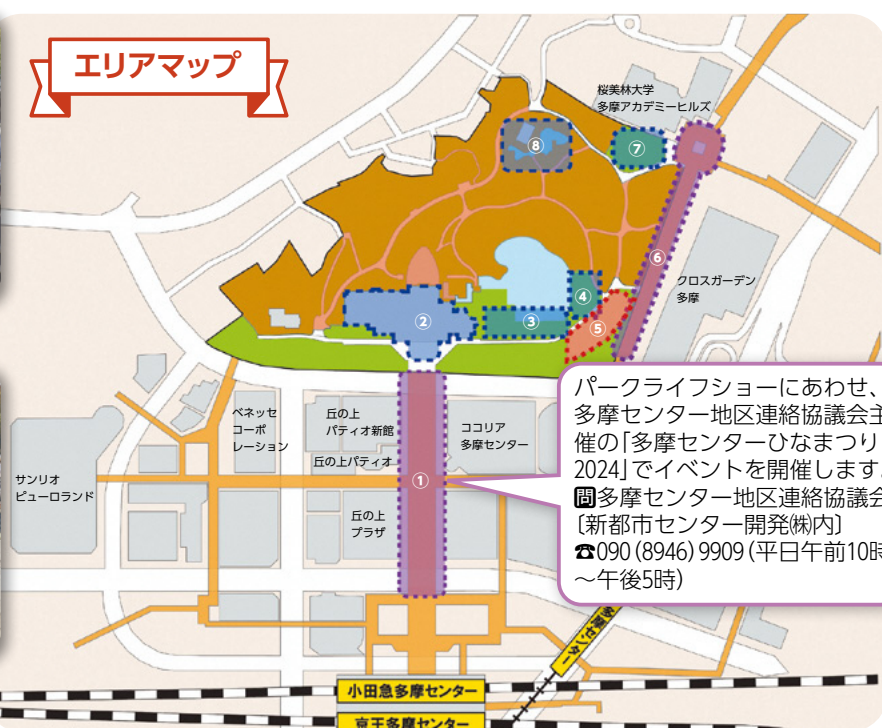 エリアマップ
桜美林大学
多摩アカデミーヒルズ
⑧
⑦
⑥
クロスガーデン
多摩
④
③
⑤
②
ベネッセ
コーポ
レーション
丘の上
パティオ新館
丘の上パティオ
ココリア
多摩センター
サンリオ
ピューロランド
①
丘の上
プラザ
パークライフショーにあわせ、
多摩センター地区連絡協議会主
催の「多摩センターひなまつり
2024」でイベントを開催します。
問多摩センター地区連絡協議会
〔新都市センター開発㈱内〕
☎090(8946)9909(平日午前10時
～午後5時)
多摩センター
小田急多摩センター
京王多摩センター